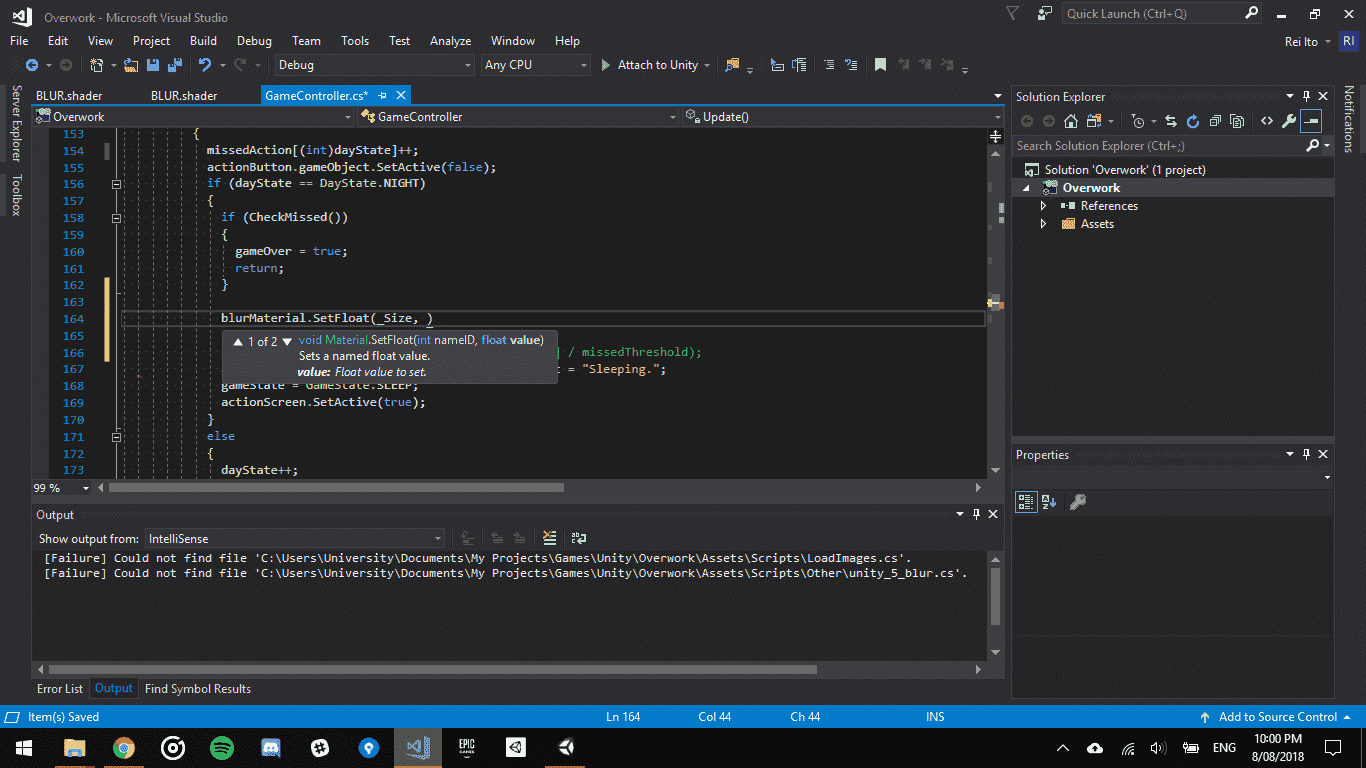 Overwork - Microsoft Visual Studio
Quick Launch (Ctrl+Q)
File Edit View Project Build Debug Team Tools Test Analyze Window Help
Rei Ito RI
Debug Any CPU Attach to Unity
Server Explorer
Toolbox
BLUR.shader BLUR.shader GameController.cs*
Overwork GameController Update()
153 {
154 missedAction[(int)dayState]++;
155 actionButton.gameObject.SetActive(false);
156 if (dayState == DayState.NIGHT)
157 {
158 if (CheckMissed())
159 {
160 gameOver = true;
161 return;
162 }
163
164 blurMaterial.SetFloat(_Size, )
165
1 of 2 void Material.SetFloat(int nameID, float value)
Sets a named float value.
value: Float value to set.
166 / missedThreshold);
167 = "Sleeping.";
168 gameState = GameState.SLEEP;
169 actionScreen.SetActive(true);
170 }
171 else
172 {
173 dayState++;
99 %
Output
Show output from: IntelliSense
[Failure] Could not find file 'C:\Users\University\Documents\My Projects\Games\Unity\Overwork\Assets\Scripts\LoadImages.cs'.
[Failure] Could not find file 'C:\Users\University\Documents\My Projects\Games\Unity\Overwork\Assets\Scripts\Other\unity_5_blur.cs'.
Error List Output Find Symbol Results
Solution Explorer
Search Solution Explorer (Ctrl+;)
Solution 'Overwork' (1 project)
Overwork
References
Assets
Properties
Notifications
Item(s) Saved Ln 164 Col 44 Ch 44 INS Add to Source Control
EPIC GAMES
ENG
10:00 PM
8/08/2018